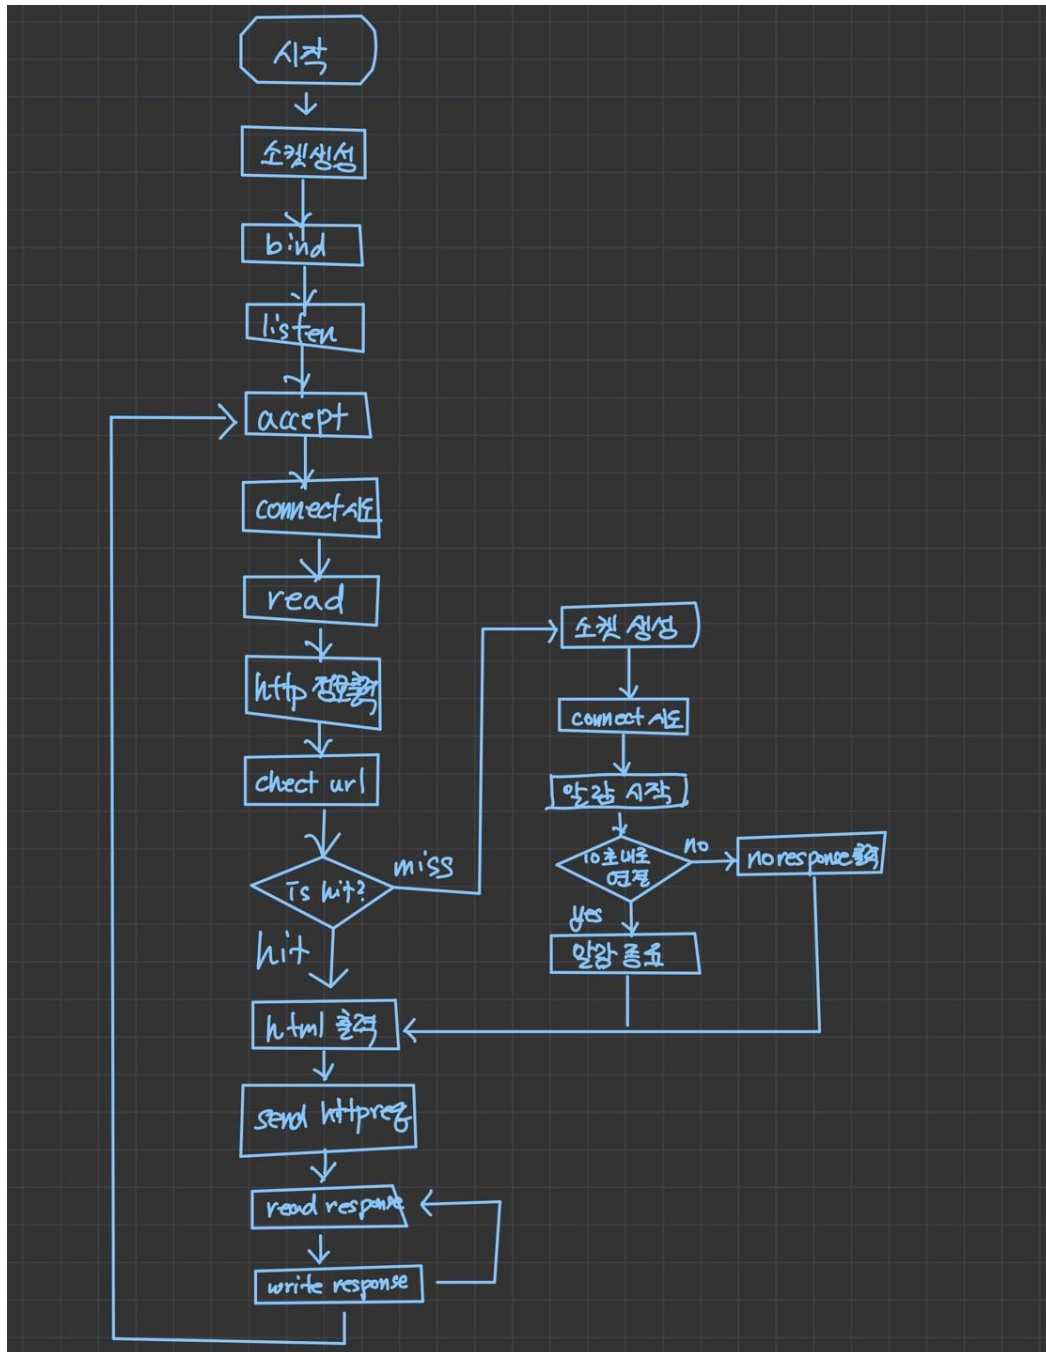 시작
소켓생성
bind
listen
accept
connect시도
read
http 정보출력
chect url
Is hit?
miss
hit
html 출력
send httpreq
read response
write response
소켓 생성
connect 시도
알람 시작
10초내로
연결
no
no response 출력
yes
알람 종료